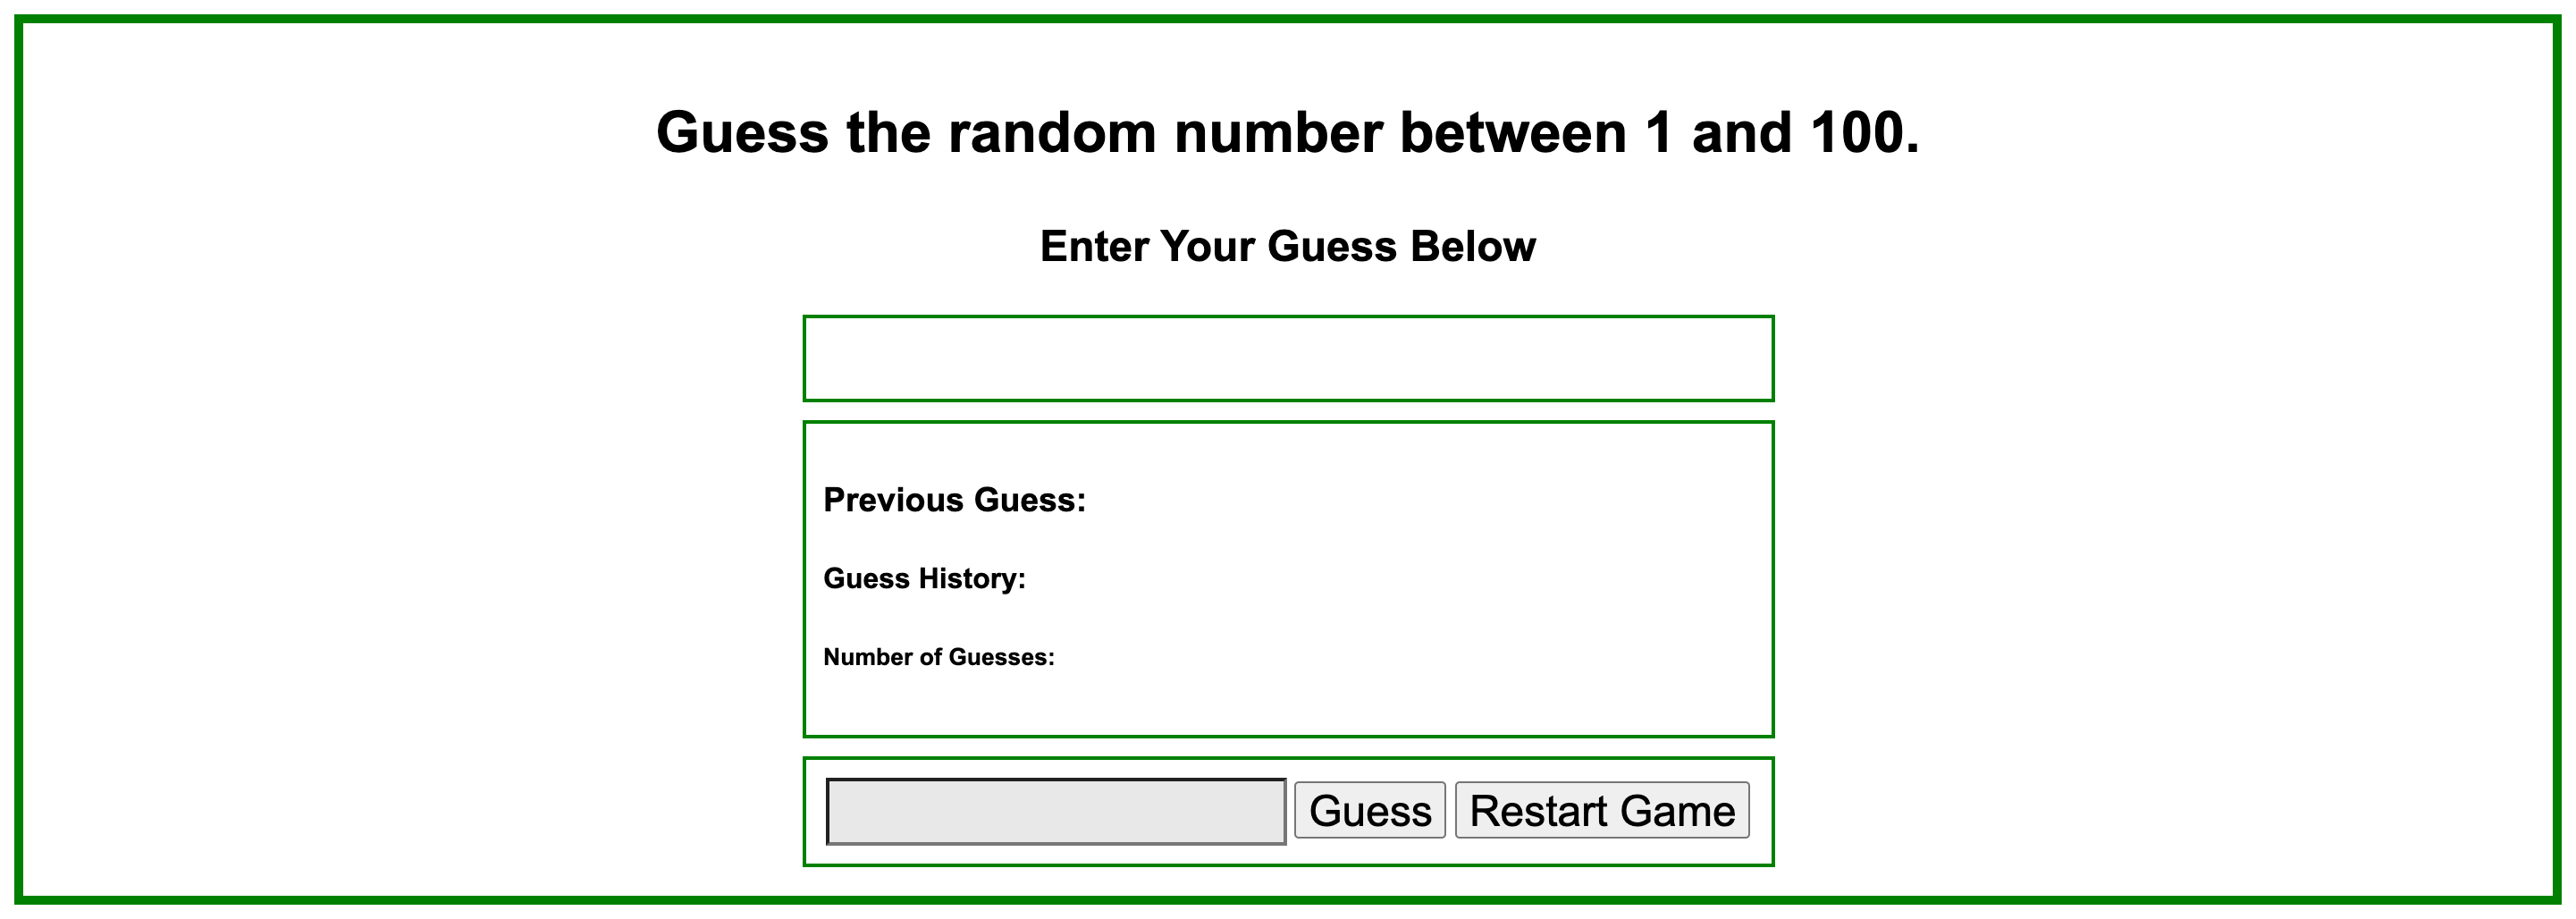 Guess the random number between 1 and 100.
Enter Your Guess Below
Previous Guess:
Guess History:
Number of Guesses:
Guess Restart Game